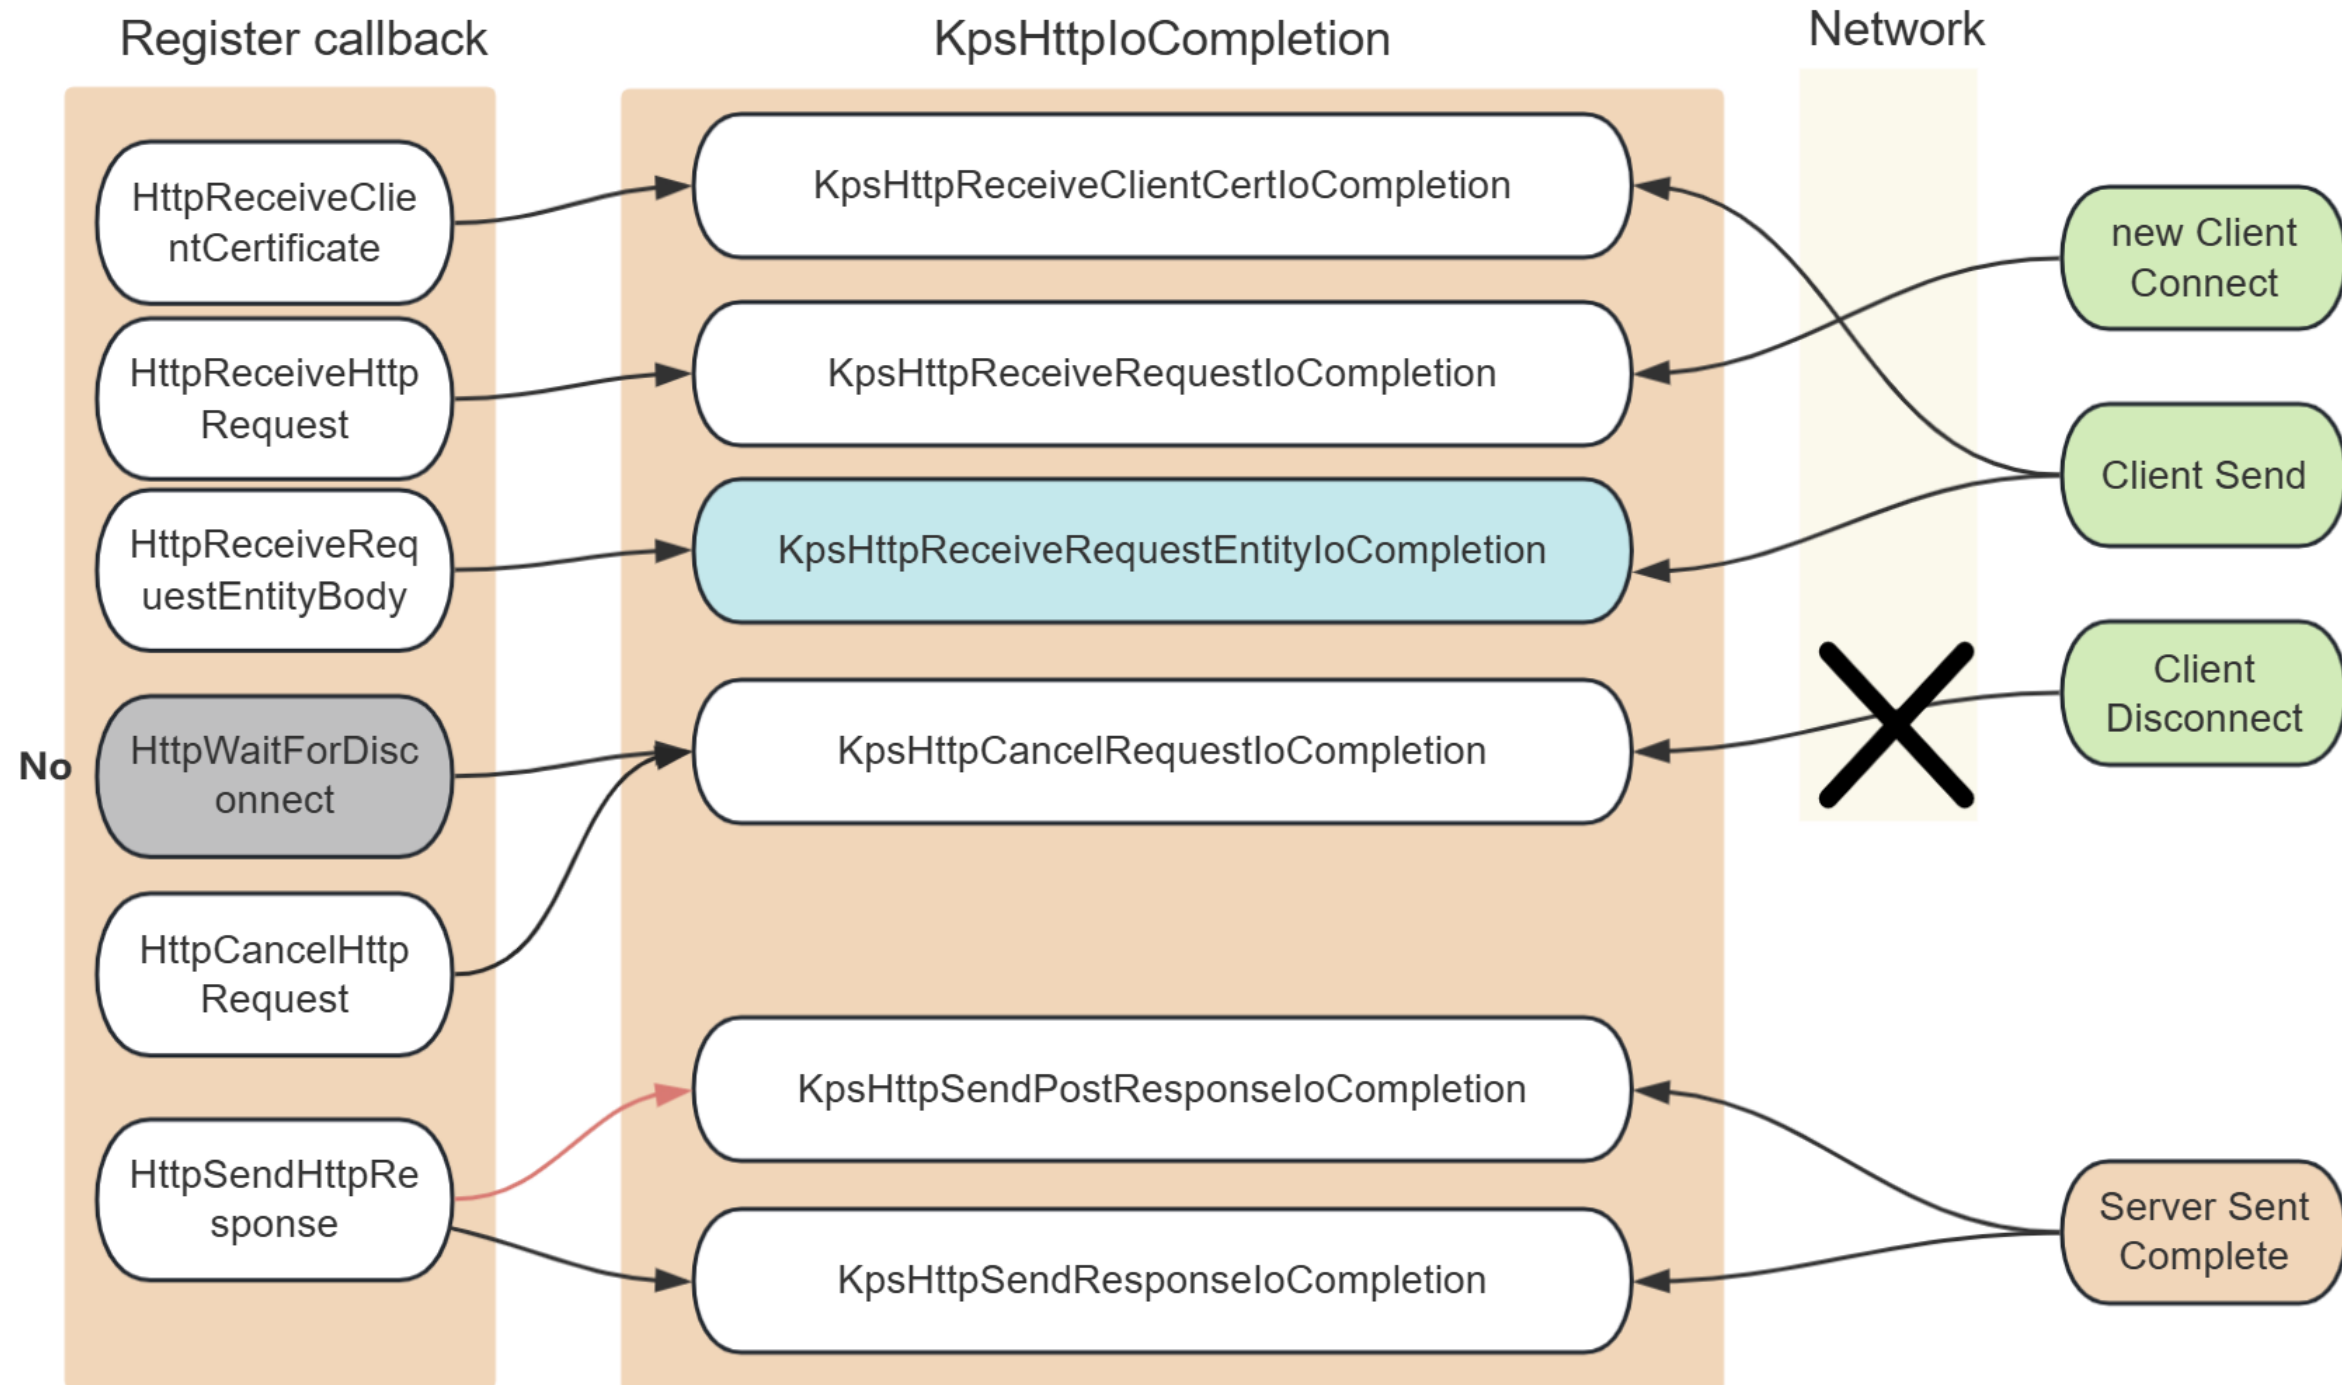 Register callback
KpsHttpIoCompletion
Network
HttpReceiveClie
ntCertificate
HttpReceiveHttp
Request
HttpReceiveReq
uestEntityBody
No
HttpWaitForDisc
onnect
HttpCancelHttp
Request
HttpSendHttpRe
sponse
KpsHttpReceiveClientCertIoCompletion
KpsHttpReceiveRequestIoCompletion
KpsHttpReceiveRequestEntityIoCompletion
KpsHttpCancelRequestIoCompletion
KpsHttpSendPostResponseIoCompletion
KpsHttpSendResponseIoCompletion
new Client
Connect
Client Send
Client
Disconnect
Server Sent
Complete